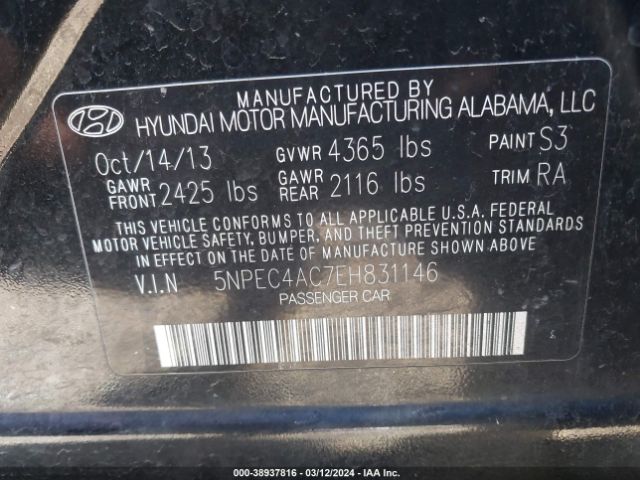 MANUFACTURED BY
HYUNDAI MOTOR MANUFACTURING ALABAMA, LLC
Oct/14/13 GVWR 4365 lbs PAINT S3
GAWR FRONT 2425 lbs GAWR REAR 2116 lbs TRIM RA
THIS VEHICLE CONFORMS TO ALL APPLICABLE U.S.A. FEDERAL
MOTOR VEHICLE SAFETY, BUMPER, AND THEFT PREVENTION STANDARDS
IN EFFECT ON THE DATE OF MANUFACTURE SHOWN ABOVE
V.I.N 5NPEC4AC7EH831146
PASSENGER CAR
000-38937816 - 03/12/2024 - IAA Inc.